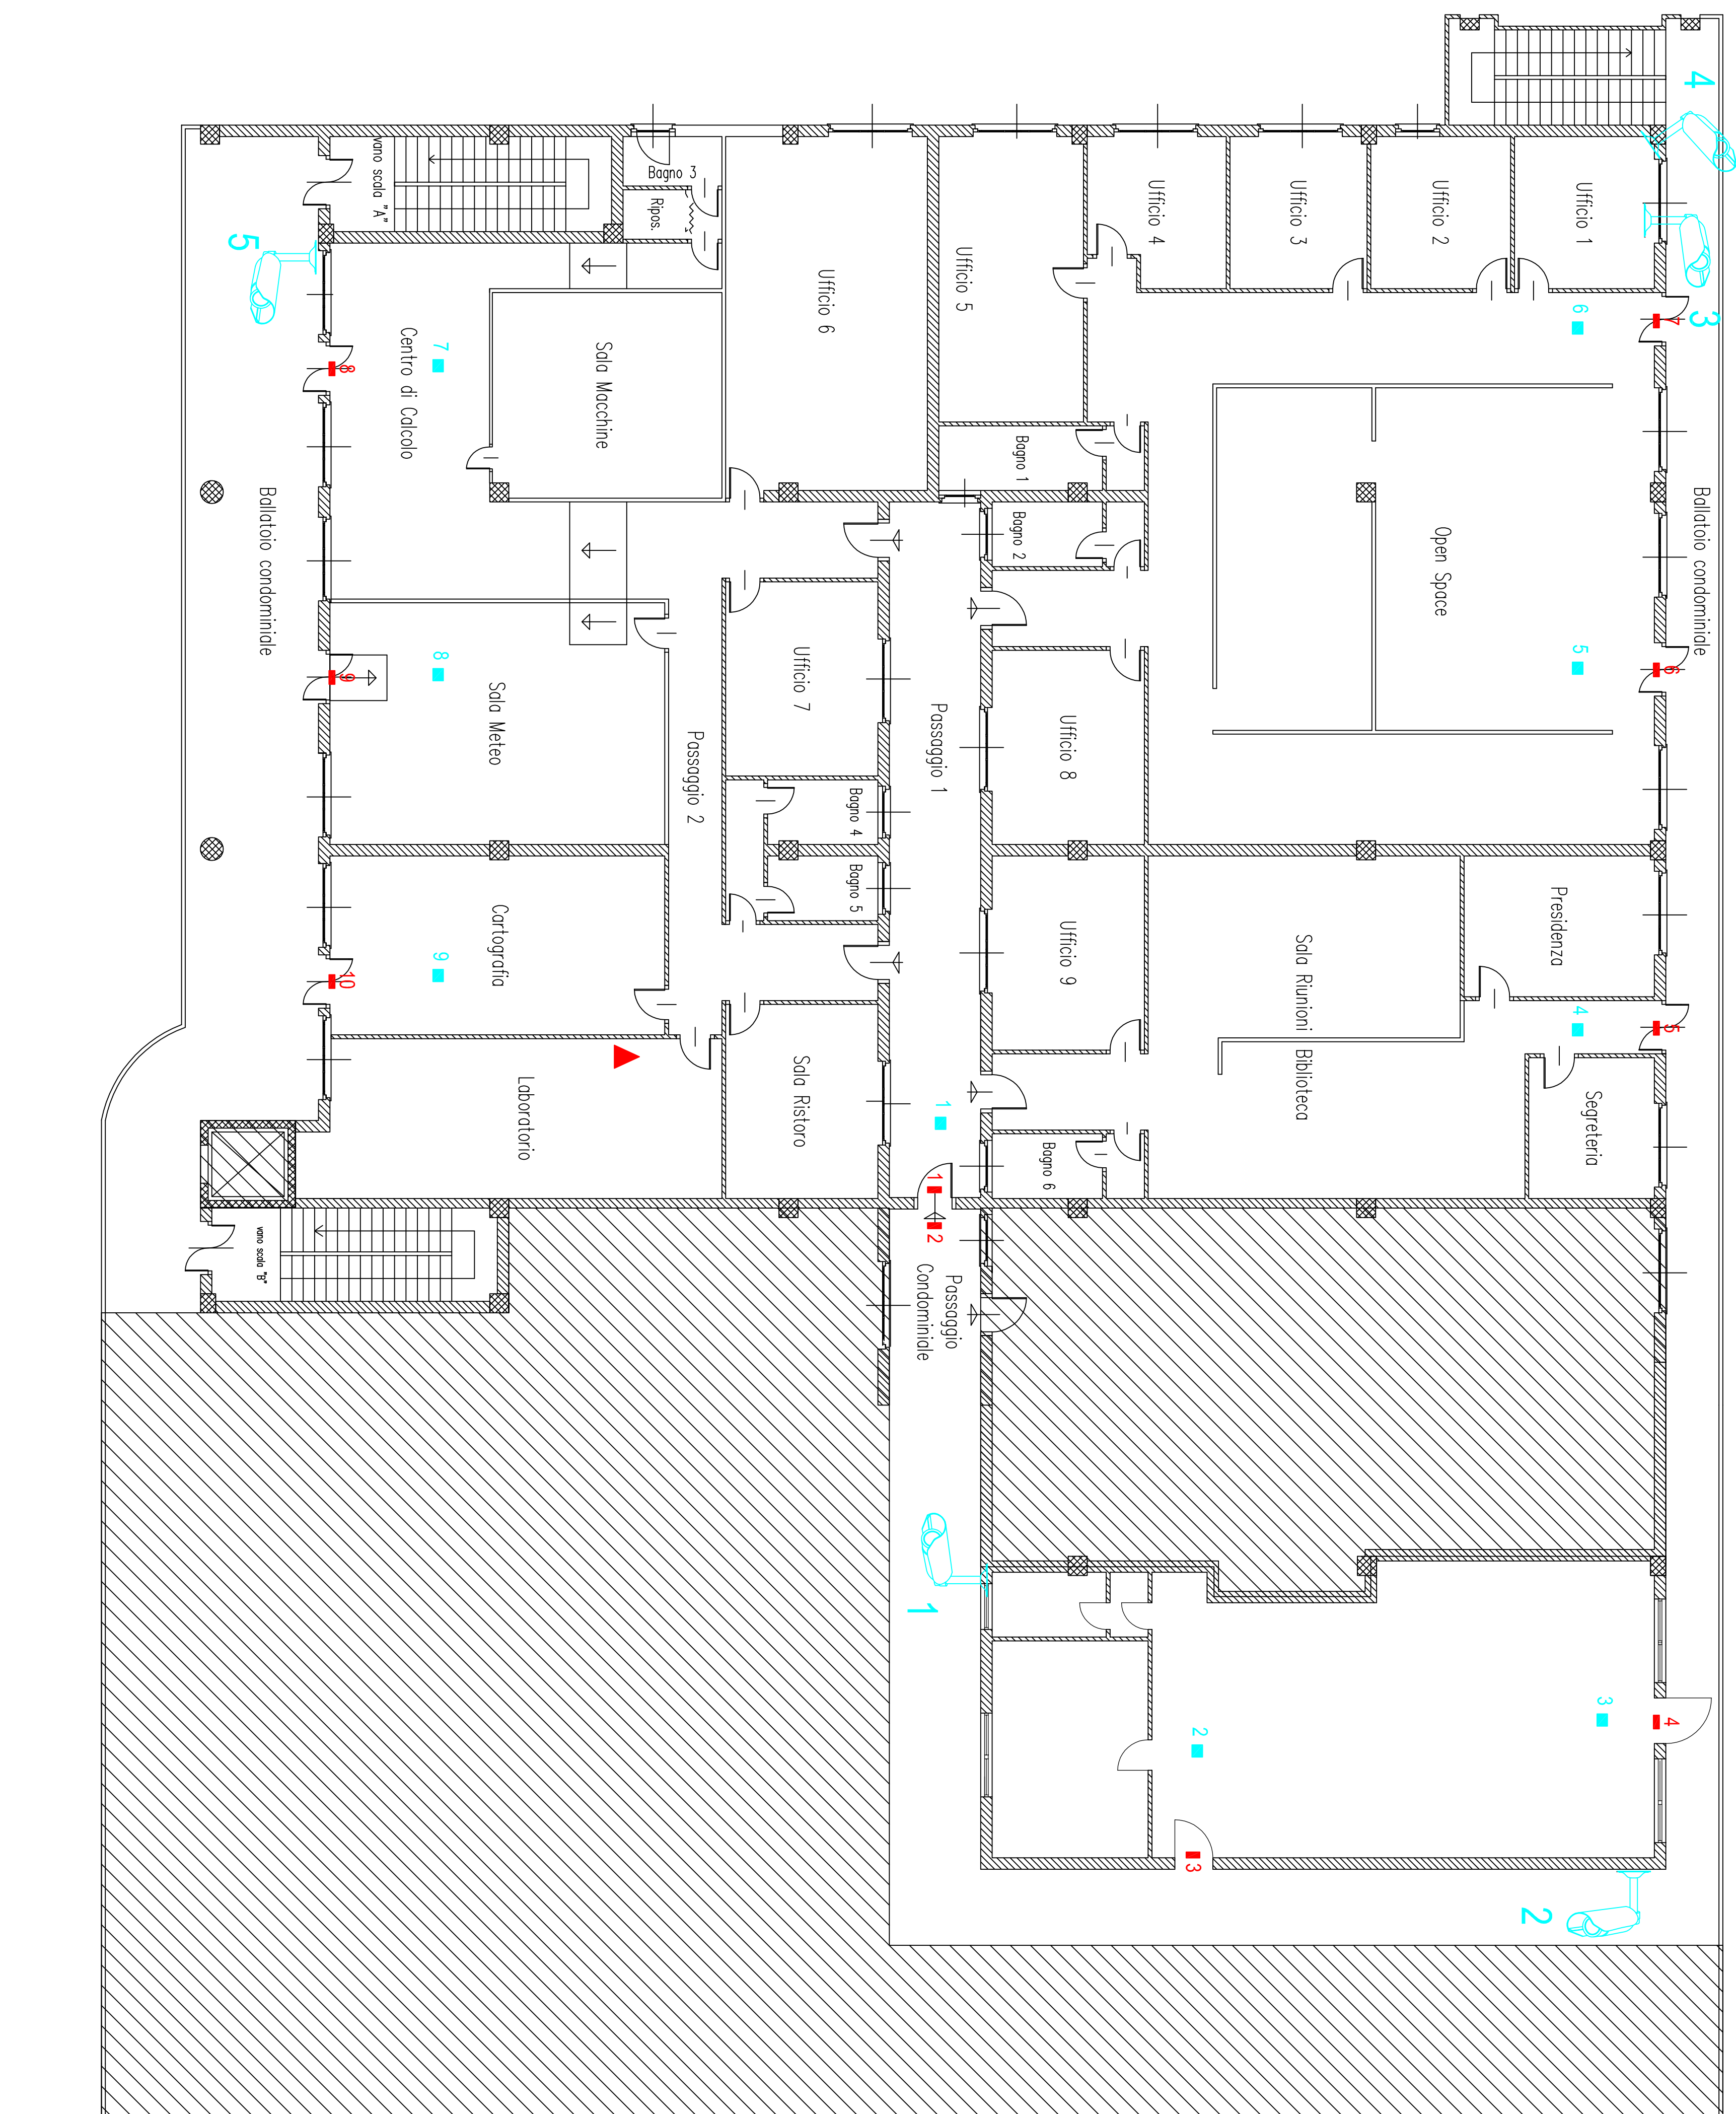 4
3
7
6
5
4
2
Ballatoio condominiale
Ufficio 1
Ufficio 2
Ufficio 3
Ufficio 4
6
Open Space
5
Presidenza
4
Segreteria
Sala Riunioni
Biblioteca
3
2
3
Ufficio 5
Bagno 1
Bagno 2
Ufficio 8
Ufficio 9
Bagno 6
Passaggio 1
1
1
2
Passaggio
Condominiale
1
Ufficio 6
Ufficio 7
Bagno 4
Bagno 5
Sala Ristoro
Bagno 3
Ripos.
Passaggio 2
Sala Macchine
Sala Meteo
Cartografia
Laboratorio
vano scala "A"
Centro di Calcolo
7
8
9
8
9
10
5
Ballatoio condominiale
vano scala "B"